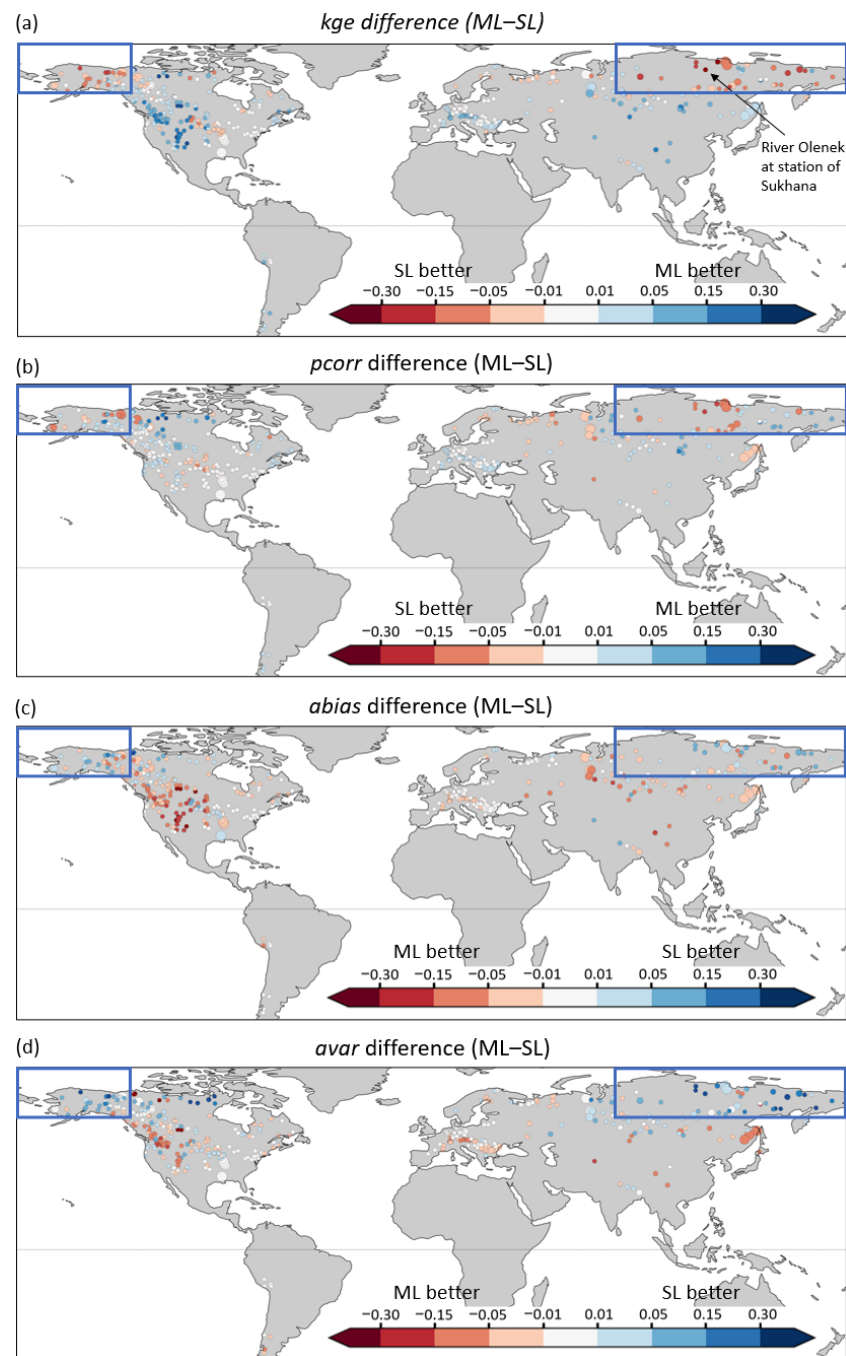 (a)
kge difference (ML–SL)
River Olenek
at station of
Sukhana
SL better
ML better
−0.30 −0.15 −0.05 −0.01 0.01 0.05 0.15 0.30
(b)
pcorr difference (ML–SL)
SL better
ML better
−0.30 −0.15 −0.05 −0.01 0.01 0.05 0.15 0.30
(c)
abias difference (ML–SL)
ML better
SL better
−0.30 −0.15 −0.05 −0.01 0.01 0.05 0.15 0.30
(d)
avar difference (ML–SL)
ML better
SL better
−0.30 −0.15 −0.05 −0.01 0.01 0.05 0.15 0.30